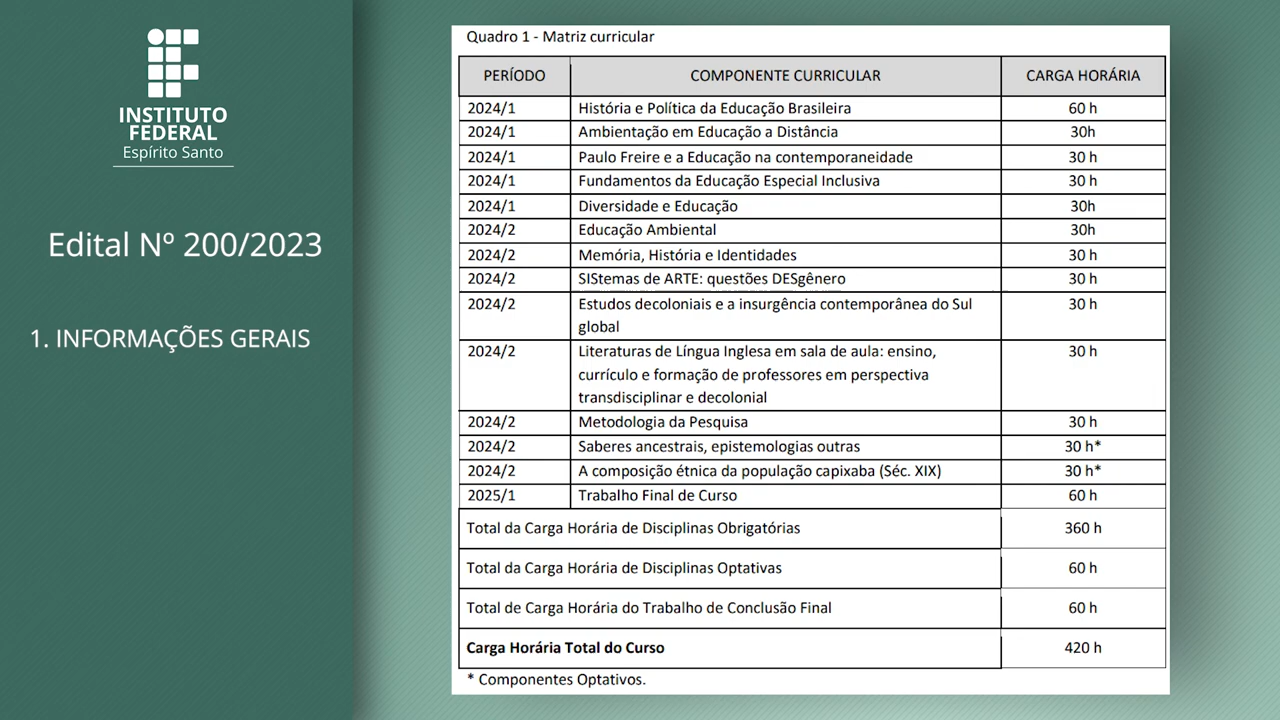 INSTITUTO
FEDERAL
Espírito Santo
Edital Nº 200/2023
1. INFORMAÇÕES GERAIS
Quadro 1 - Matriz curricular
PERÍODO COMPONENTE CURRICULAR CARGA HORÁRIA
2024/1 História e Política da Educação Brasileira 60 h
2024/1 Ambientação em Educação a Distância 30h
2024/1 Paulo Freire e a Educação na contemporaneidade 30 h
2024/1 Fundamentos da Educação Especial Inclusiva 30 h
2024/1 Diversidade e Educação 30h
2024/2 Educação Ambiental 30h
2024/2 Memória, História e Identidades 30 h
2024/2 SIStemas de ARTE: questões DESgênero 30 h
2024/2 Estudos decoloniais e a insurgência contemporânea do Sul 30 h
global
2024/2 Literaturas de Língua Inglesa em sala de aula: ensino, 30 h
currículo e formação de professores em perspectiva
transdisciplinar e decolonial
2024/2 Metodologia da Pesquisa 30 h
2024/2 Saberes ancestrais, epistemologias outras 30 h*
2024/2 A composição étnica da população capixaba (Séc. XIX) 30 h*
2025/1 Trabalho Final de Curso 60 h
Total da Carga Horária de Disciplinas Obrigatórias 360 h
Total da Carga Horária de Disciplinas Optativas 60 h
Total de Carga Horária do Trabalho de Conclusão Final 60 h
Carga Horária Total do Curso 420 h
* Componentes Optativos.